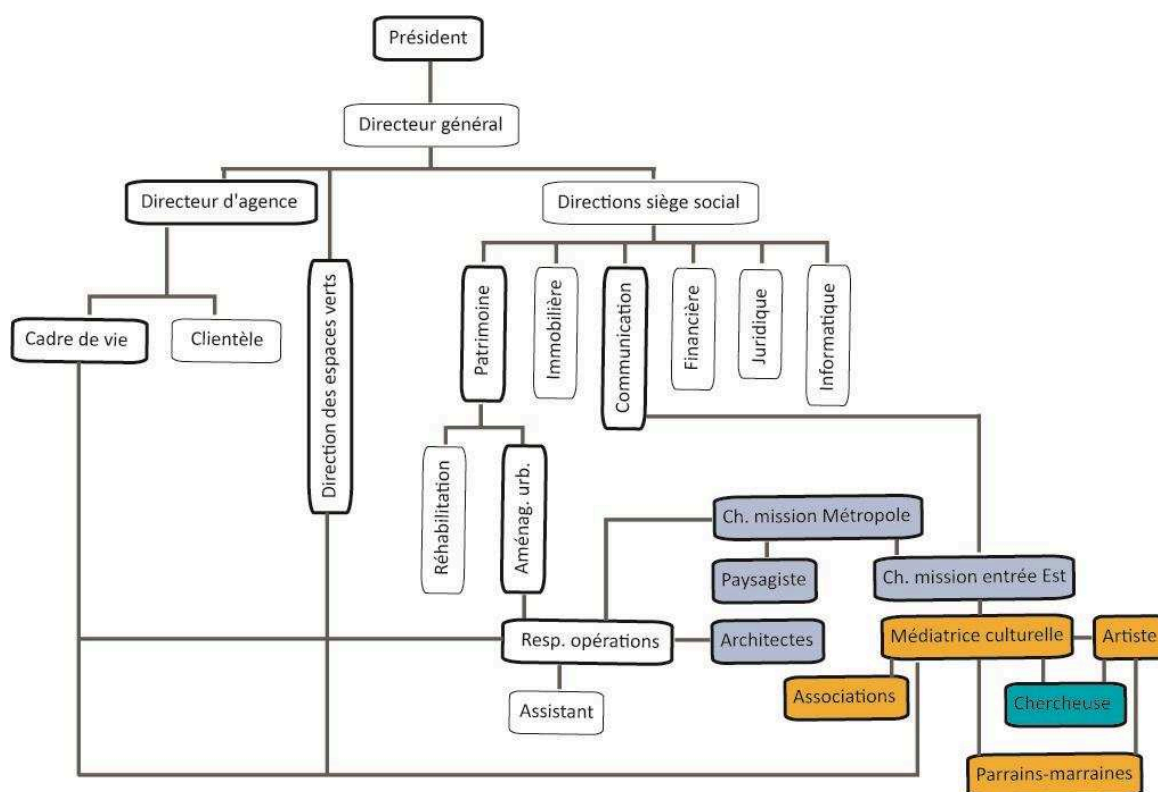 Président
Directeur général
Directeur d'agence
Directions siège social
Cadre de vie
Clientèle
Direction des espaces verts
Patrimoine
Immobilière
Communication
Financière
Juridique
Informatique
Réhabilitation
Aménag. urb.
Ch. mission Métropole
Paysagiste
Ch. mission entrée Est
Resp. opérations
Architectes
Médiatrice culturelle
Artiste
Assistant
Associations
Chercheuse
Parrains-marraines